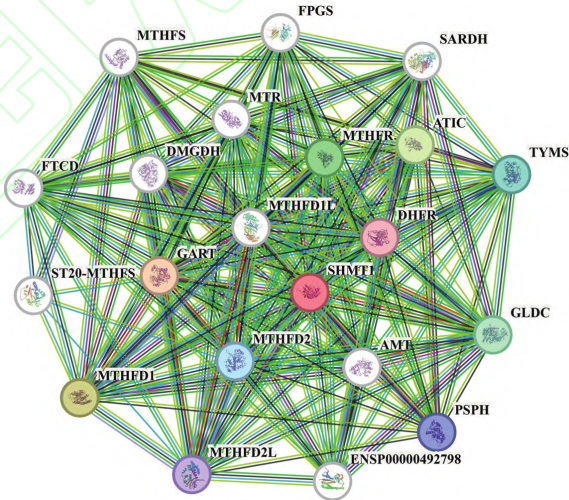 FPGS
MTHFS
SARDH
MTR
MTHFR
ATIC
DMGDH
TYMS
FTCD
MTHFD1L
DHFR
GART
ST20-MTHFS
SHMT1
GLDC
MTHFD2
AMT
MTHFD1
PSPH
MTHFD2L
ENSP00000492798